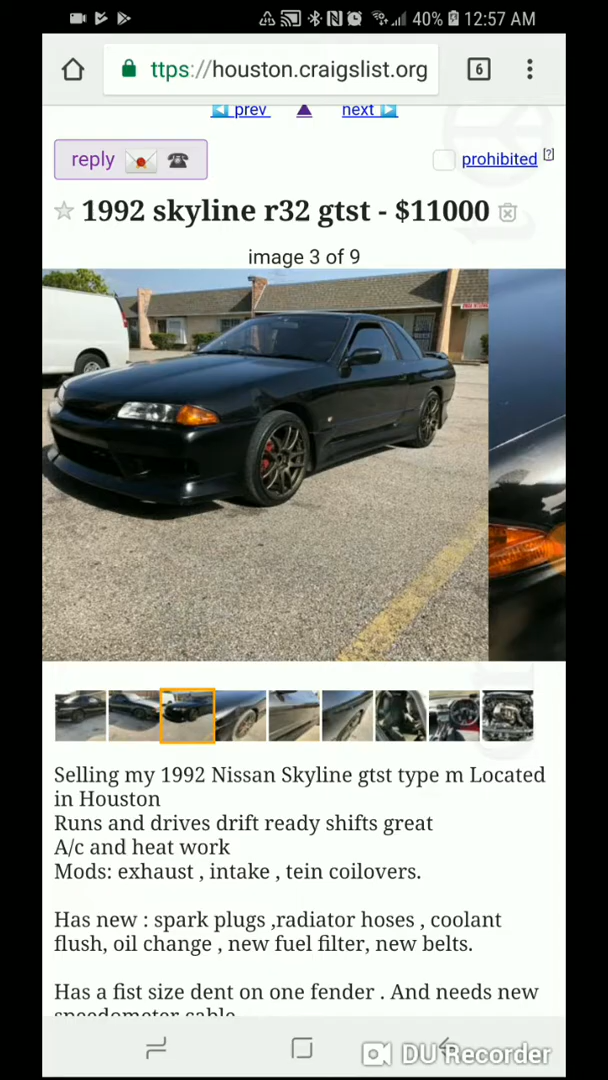 40% 12:57 AM
ttps://houston.craigslist.org
6
prev next
reply
prohibited [?]
1992 skyline r32 gtst - $11000
image 3 of 9
Selling my 1992 Nissan Skyline gtst type m Located
in Houston
Runs and drives drift ready shifts great
A/c and heat work
Mods: exhaust , intake , tein coilovers.
Has new : spark plugs ,radiator hoses , coolant
flush, oil change , new fuel filter, new belts.
Has a fist size dent on one fender . And needs new
speedometer cable
DU Recorder